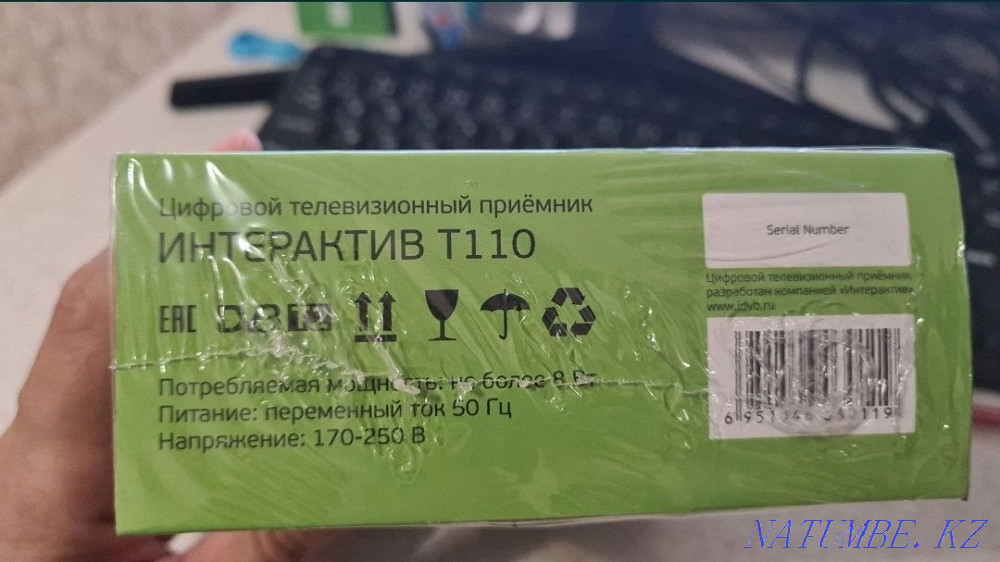 Цифровой телевизионный приёмник
ИНТЕРАКТИВ Т110
EAC
Потребляемая мощность: не более 8 Вт
Питание: переменный ток 50 Гц
Напряжение: 170-250 В
Serial Number
Цифровой телевизионный приёмник
разработан компанией «Интерактив»
www.idvb.ru
NATUMBE.KZ